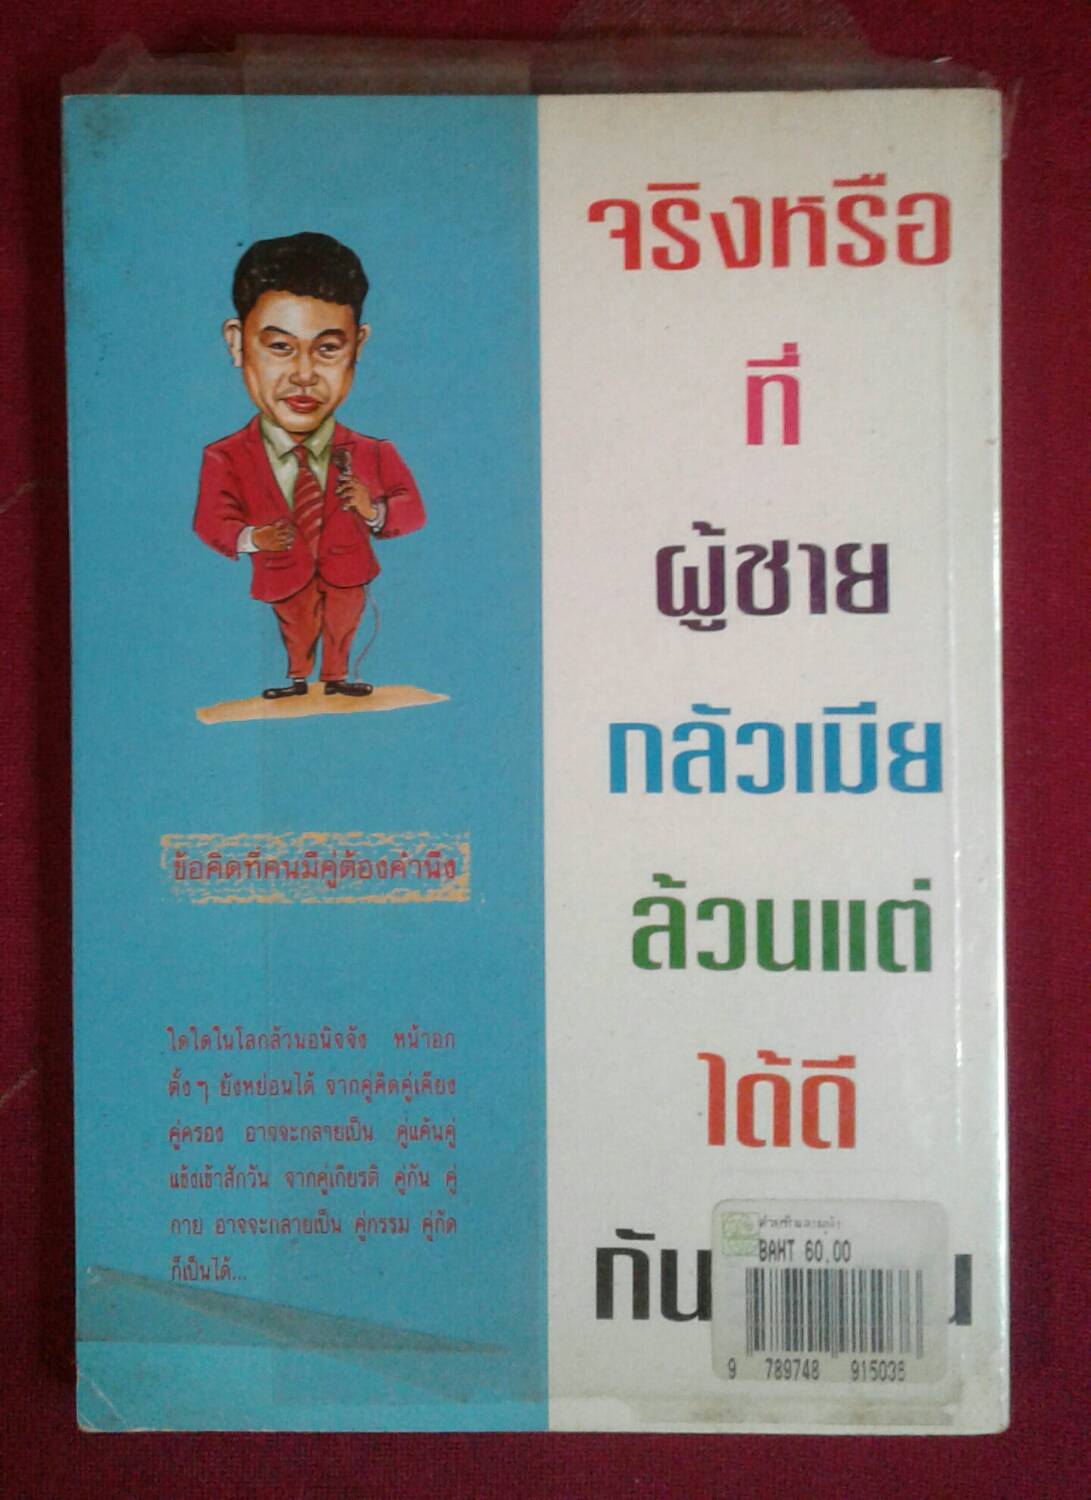 จริงหรือ
ที่
ผู้ชาย
กลัวเมีย
ล้วนแต่
ได้ดี
กัน
ข้อคิดที่คนมีคู่ต้องคำนึง
ใดใดในโลกล้วนอนิจจัง หน้าอก
ตั้งๆ ยังหย่อนได้ จากคู่คิดคู่เคียง
คู่ครอง อาจจะกลายเป็น คู่แค้นคู่
แข้งเข้าสักวัน จากคู่เกียรติ คู่กัน คู่
กาย อาจจะกลายเป็น คู่กรรม คู่กัด
ก็เป็นได้...
BAHT 60.00
9 789748 915036